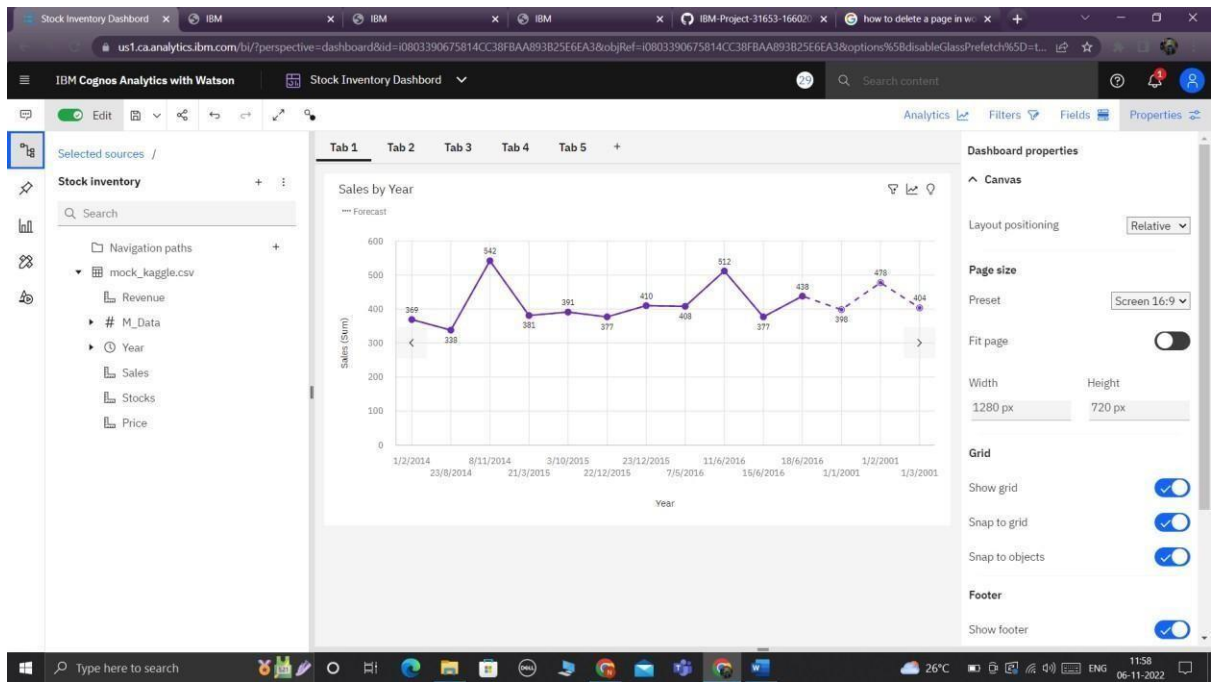 Stock Inventory Dashbord
IBM
IBM
IBM
IBM-Project-31653-166020
how to delete a page in wo
us1.ca.analytics.ibm.com/bi/?perspective=dashboard&id=i0803390675814CC38FBAA893B25E6EA3&objRef=i0803390675814CC38FBAA893B25E6EA3&options%5BdisableGlassPrefetch%5D=t...
IBM Cognos Analytics with Watson
Stock Inventory Dashbord
29
Search content
1
Edit
Analytics
Filters
Fields
Properties
Selected sources /
Stock inventory
Search
Navigation paths
mock_kaggle.csv
Revenue
# M_Data
Year
Sales
Stocks
Price
Tab 1 Tab 2 Tab 3 Tab 4 Tab 5 +
Sales by Year
Forecast
Sales (Sum)
600
500
400
300
200
100
0
369
338
542
381
391
377
410
408
512
377
438
398
478
404
1/2/2014 8/11/2014 3/10/2015 23/12/2015 11/6/2016 18/6/2016 1/2/2001
23/8/2014 21/3/2015 22/12/2015 7/5/2016 15/6/2016 1/1/2001 1/3/2001
Year
Dashboard properties
Canvas
Layout positioning Relative
Page size
Preset Screen 16:9
Fit page
Width Height
1280 px 720 px
Grid
Show grid
Snap to grid
Snap to objects
Footer
Show footer
Type here to search
DELL
26°C
ENG
11:58
06-11-2022